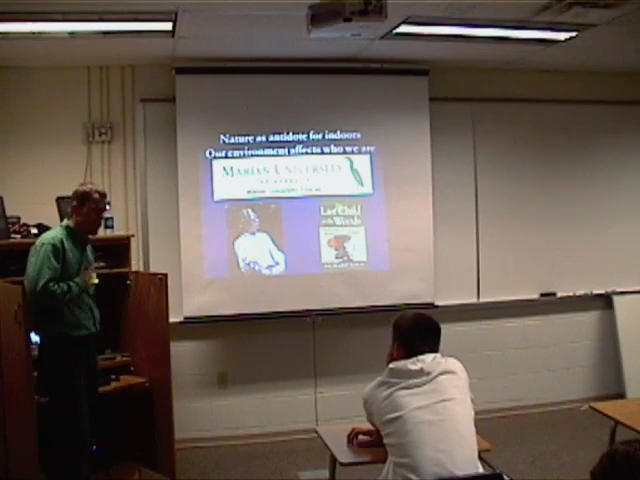 Nature as antidote for indoors
Our environment affects who we are
MARIAN UNIVERSITY
Last Child
in the
Woods